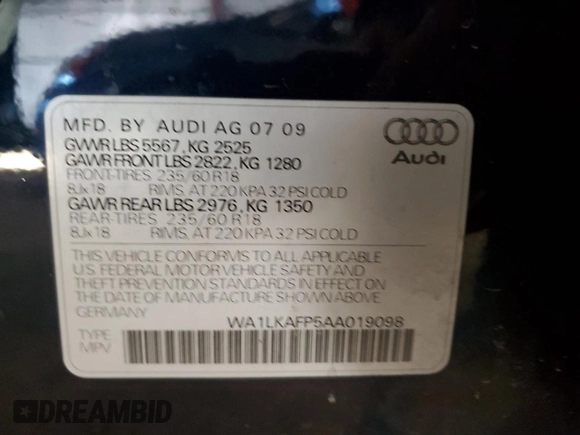 MFD. BY AUDI AG 07 09
GVWR LBS 5567, KG 2525
GAWR FRONT LBS 2822, KG 1280
FRONT-TIRES 235/60 R18
8Jx18 RIMS, AT 220 KPA 32 PSI COLD
GAWR REAR LBS 2976, KG 1350
REAR-TIRES 235/60 R18
8Jx18 RIMS, AT 220 KPA 32 PSI COLD
Audi
THIS VEHICLE CONFORMS TO ALL APPLICABLE
U.S. FEDERAL MOTOR VEHICLE SAFETY AND
THEFT PREVENTION STANDARDS IN EFFECT
ON THE DATE OF MANUFACTURE SHOWN ABOVE
GERMANY
WA1LKAFP5AA019098
TYPE
MPV
DREAMBID